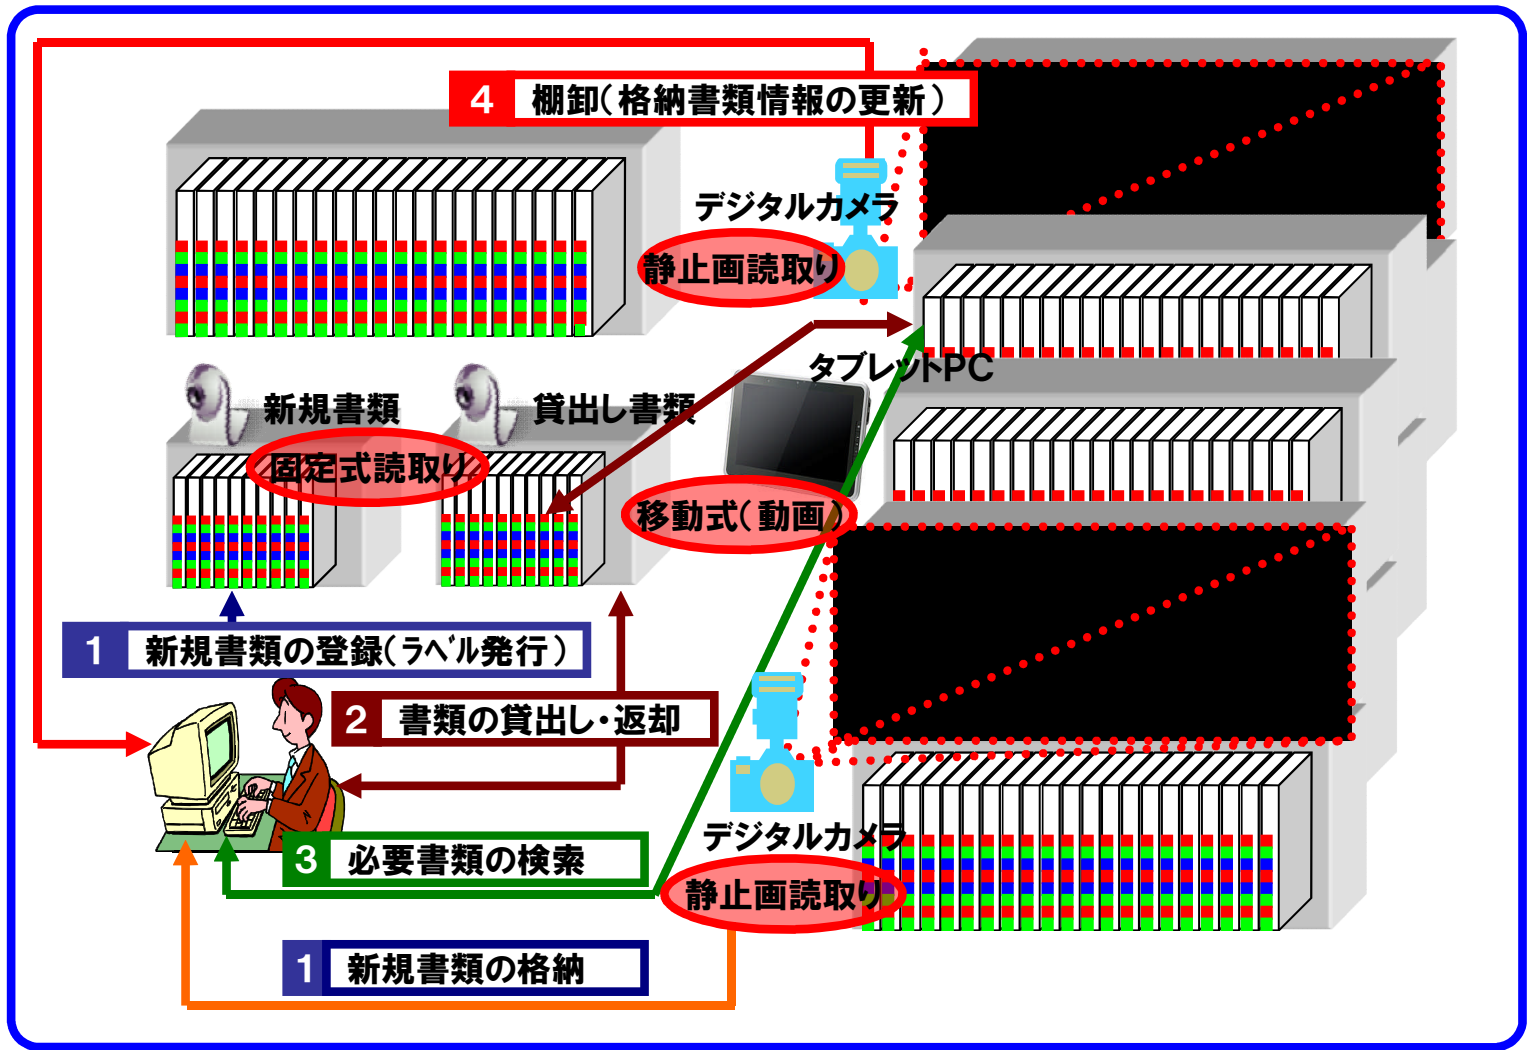 4 棚卸(格納書類情報の更新)
デジタルカメラ
静止画読取り
タブレットPC
新規書類
貸出し書類
固定式読取り
移動式(動画)
1 新規書類の登録(ラベル発行)
2 書類の貸出し・返却
デジタルカメラ
3 必要書類の検索
静止画読取り
1 新規書類の格納